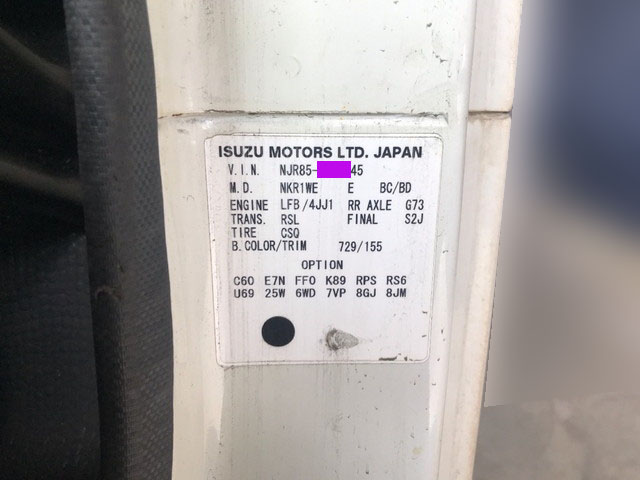 ISUZU MOTORS LTD. JAPAN
V.I.N. NJR85- 45
M.D. NKR1WE E BC/BD
ENGINE LFB/4JJ1 RR AXLE G73
TRANS. RSL FINAL S2J
TIRE CSQ
B.COLOR/TRIM 729/155
OPTION
C60 E7N FF0 K89 RPS RS6
U69 25W 6WD 7VP 8GJ 8JM